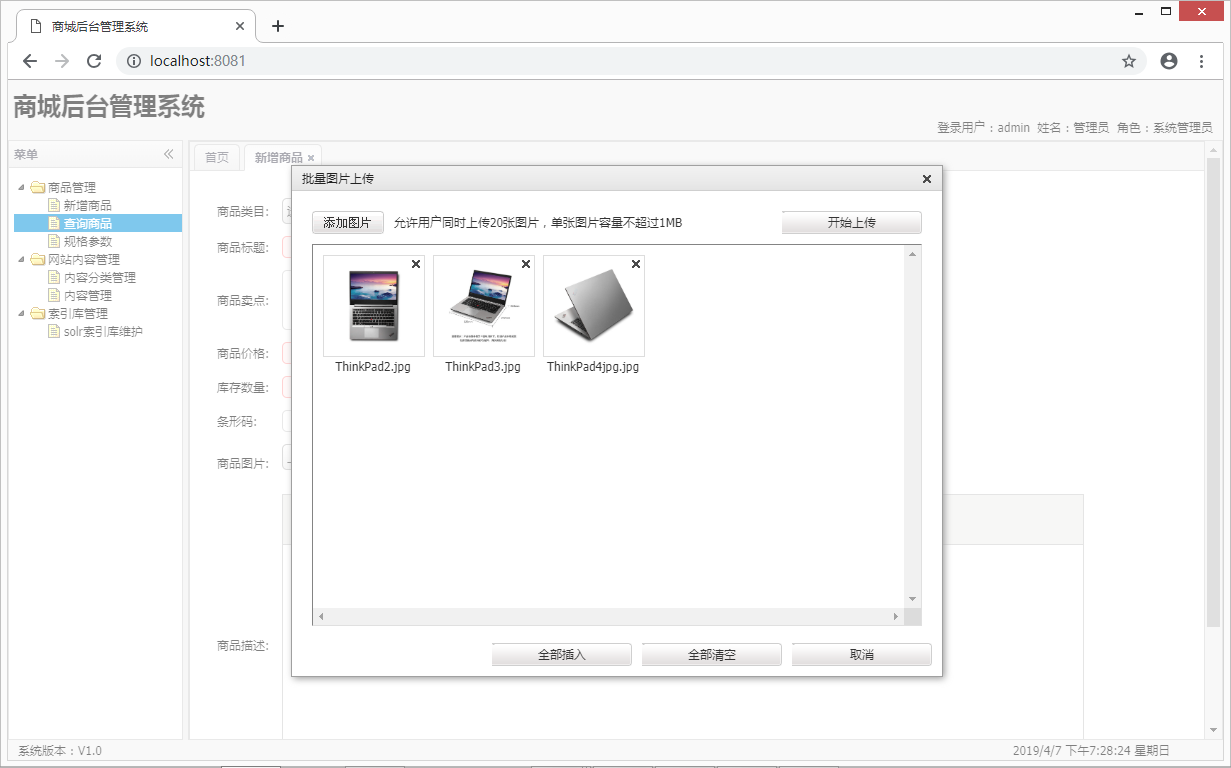 商城后台管理系统
localhost:8081
商城后台管理系统
登录用户：admin 姓名：管理员 角色：系统管理员
菜单
首页
新增商品
商品管理
新增商品
查询商品
规格参数
网站内容管理
内容分类管理
内容管理
索引库管理
solr索引库维护
商品类目:
商品标题:
商品卖点:
商品价格:
库存数量:
条形码:
商品图片:
商品描述:
批量图片上传
添加图片
允许用户同时上传20张图片，单张图片容量不超过1MB
开始上传
ThinkPad2.jpg
ThinkPad3.jpg
ThinkPad4jpg.jpg
全部插入
全部清空
取消
系统版本：V1.0
2019/4/7 下午7:28:24 星期日